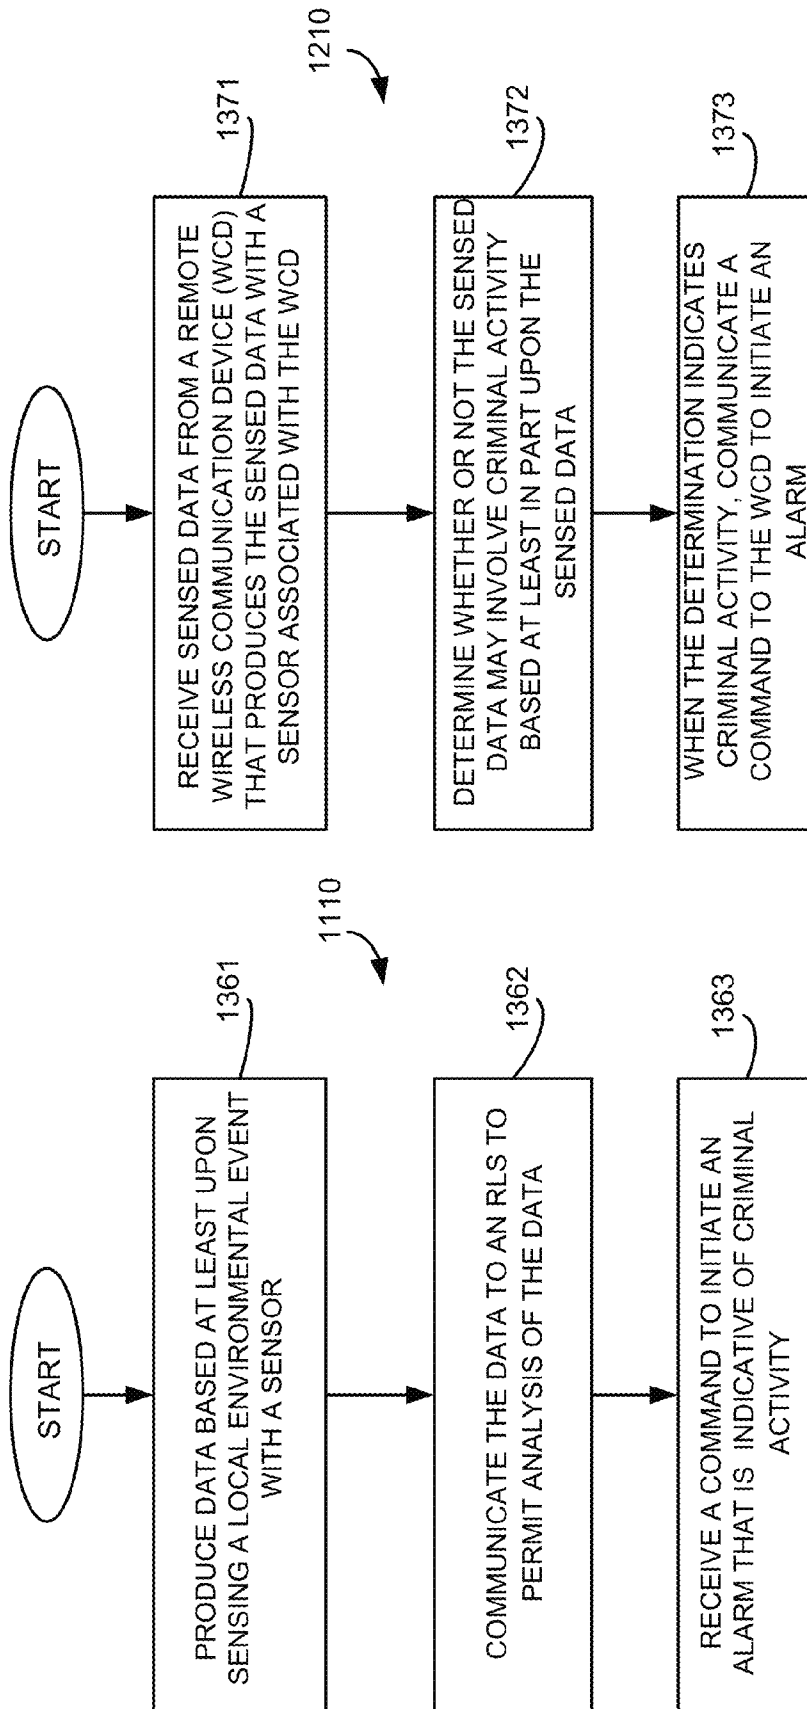 START
1110
PRODUCE DATA BASED AT LEAST UPON
SENSING A LOCAL ENVIRONMENTAL EVENT
WITH A SENSOR
1361
COMMUNICATE THE DATA TO AN RLS TO
PERMIT ANALYSIS OF THE DATA
1362
RECEIVE A COMMAND TO INITIATE AN
ALARM THAT IS INDICATIVE OF CRIMINAL
ACTIVITY
1363
START
1210
RECEIVE SENSED DATA FROM A REMOTE
WIRELESS COMMUNICATION DEVICE (WCD)
THAT PRODUCES THE SENSED DATA WITH A
SENSOR ASSOCIATED WITH THE WCD
1371
DETERMINE WHETHER OR NOT THE SENSED
DATA MAY INVOLVE CRIMINAL ACTIVITY
BASED AT LEAST IN PART UPON THE
SENSED DATA
1372
WHEN THE DETERMINATION INDICATES
CRIMINAL ACTIVITY, COMMUNICATE A
COMMAND TO THE WCD TO INITIATE AN
ALARM
1373